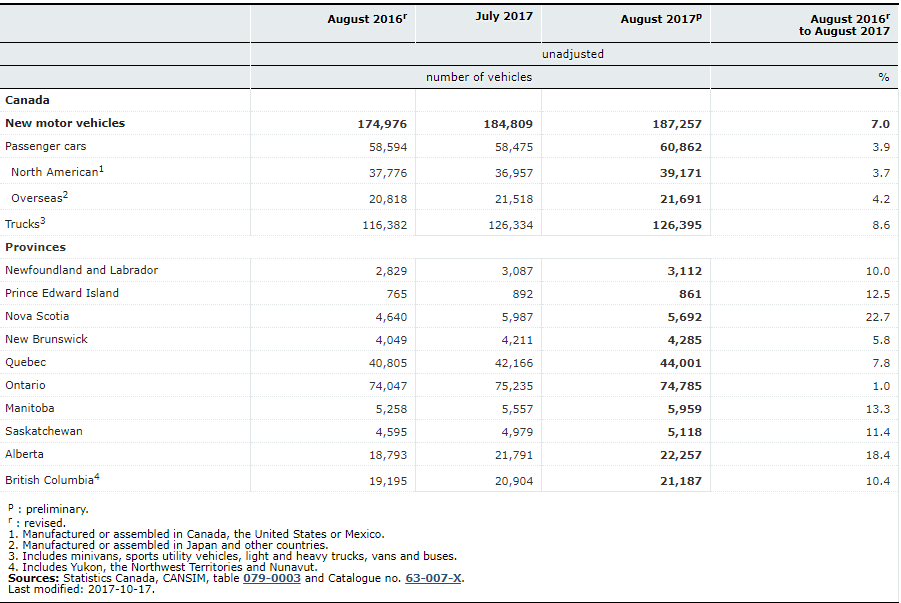 August 2016r July 2017 August 2017p August 2016r to August 2017
unadjusted
number of vehicles %
Canada
New motor vehicles 174,976 184,809 187,257 7.0
Passenger cars 58,594 58,475 60,862 3.9
North American1 37,776 36,957 39,171 3.7
Overseas2 20,818 21,518 21,691 4.2
Trucks3 116,382 126,334 126,395 8.6
Provinces
Newfoundland and Labrador 2,829 3,087 3,112 10.0
Prince Edward Island 765 892 861 12.5
Nova Scotia 4,640 5,987 5,692 22.7
New Brunswick 4,049 4,211 4,285 5.8
Quebec 40,805 42,166 44,001 7.8
Ontario 74,047 75,235 74,785 1.0
Manitoba 5,258 5,557 5,959 13.3
Saskatchewan 4,595 4,979 5,118 11.4
Alberta 18,793 21,791 22,257 18.4
British Columbia4 19,195 20,904 21,187 10.4
p : preliminary.
r : revised.
1. Manufactured or assembled in Canada, the United States or Mexico.
2. Manufactured or assembled in Japan and other countries.
3. Includes minivans, sports utility vehicles, light and heavy trucks, vans and buses.
4. Includes Yukon, the Northwest Territories and Nunavut.
Sources: Statistics Canada, CANSIM, table 079-0003 and Catalogue no. 63-007-X.
Last modified: 2017-10-17.